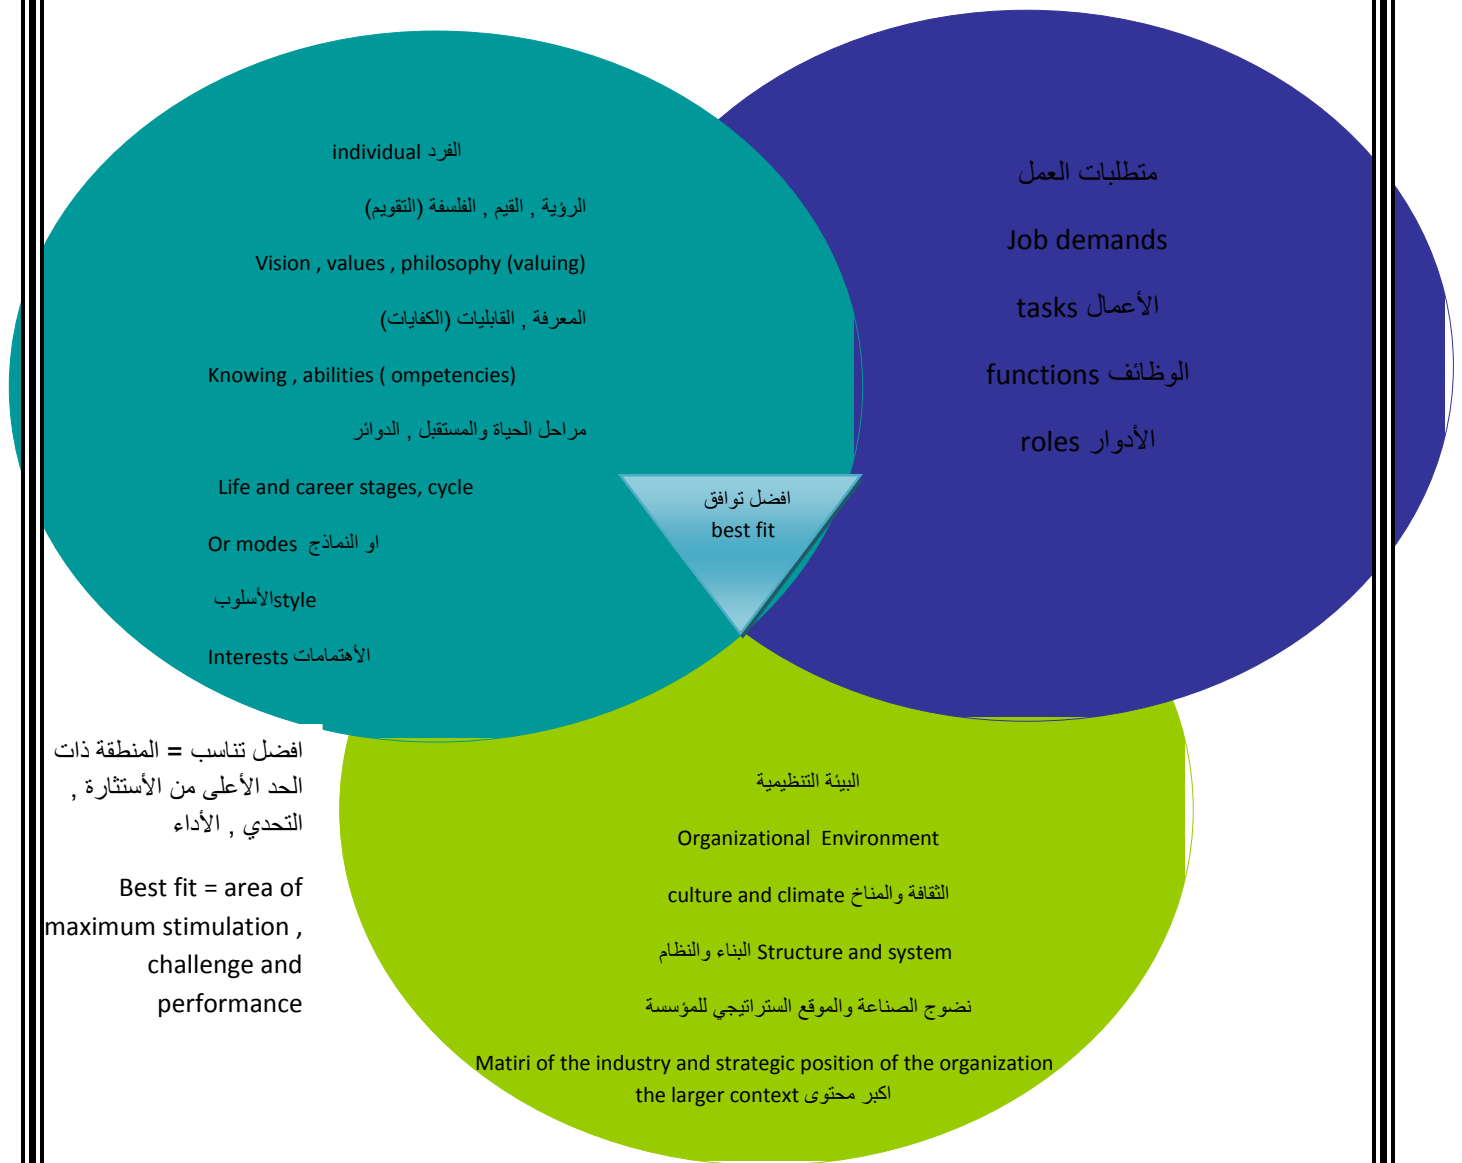 الفرد individual
الرؤية , القيم , الفلسفة (التقويم)
Vision , values , philosophy (valuing)
المعرفة , القابليات (الكفايات)
Knowing , abilities ( ompetencies)
مراحل الحياة والمستقبل , الدوائر
Life and career stages, cycle
او النماذج Or modes
الأسلوبstyle
الأهتمامات Interests
متطلبات العمل
Job demands
الأعمال tasks
الوظائف functions
الأدوار roles
افضل توافق
best fit
افضل تناسب = المنطقة ذات
الحد الأعلى من الأستثارة ,
التحدي , الأداء
Best fit = area of
maximum stimulation ,
challenge and
performance
البيئة التنظيمية
Organizational Environment
الثقافة والمناخ culture and climate
البناء والنظام Structure and system
نضوج الصناعة والموقع الستراتيجي للمؤسسة
Matiri of the industry and strategic position of the organization
اكبر محتوى the larger context